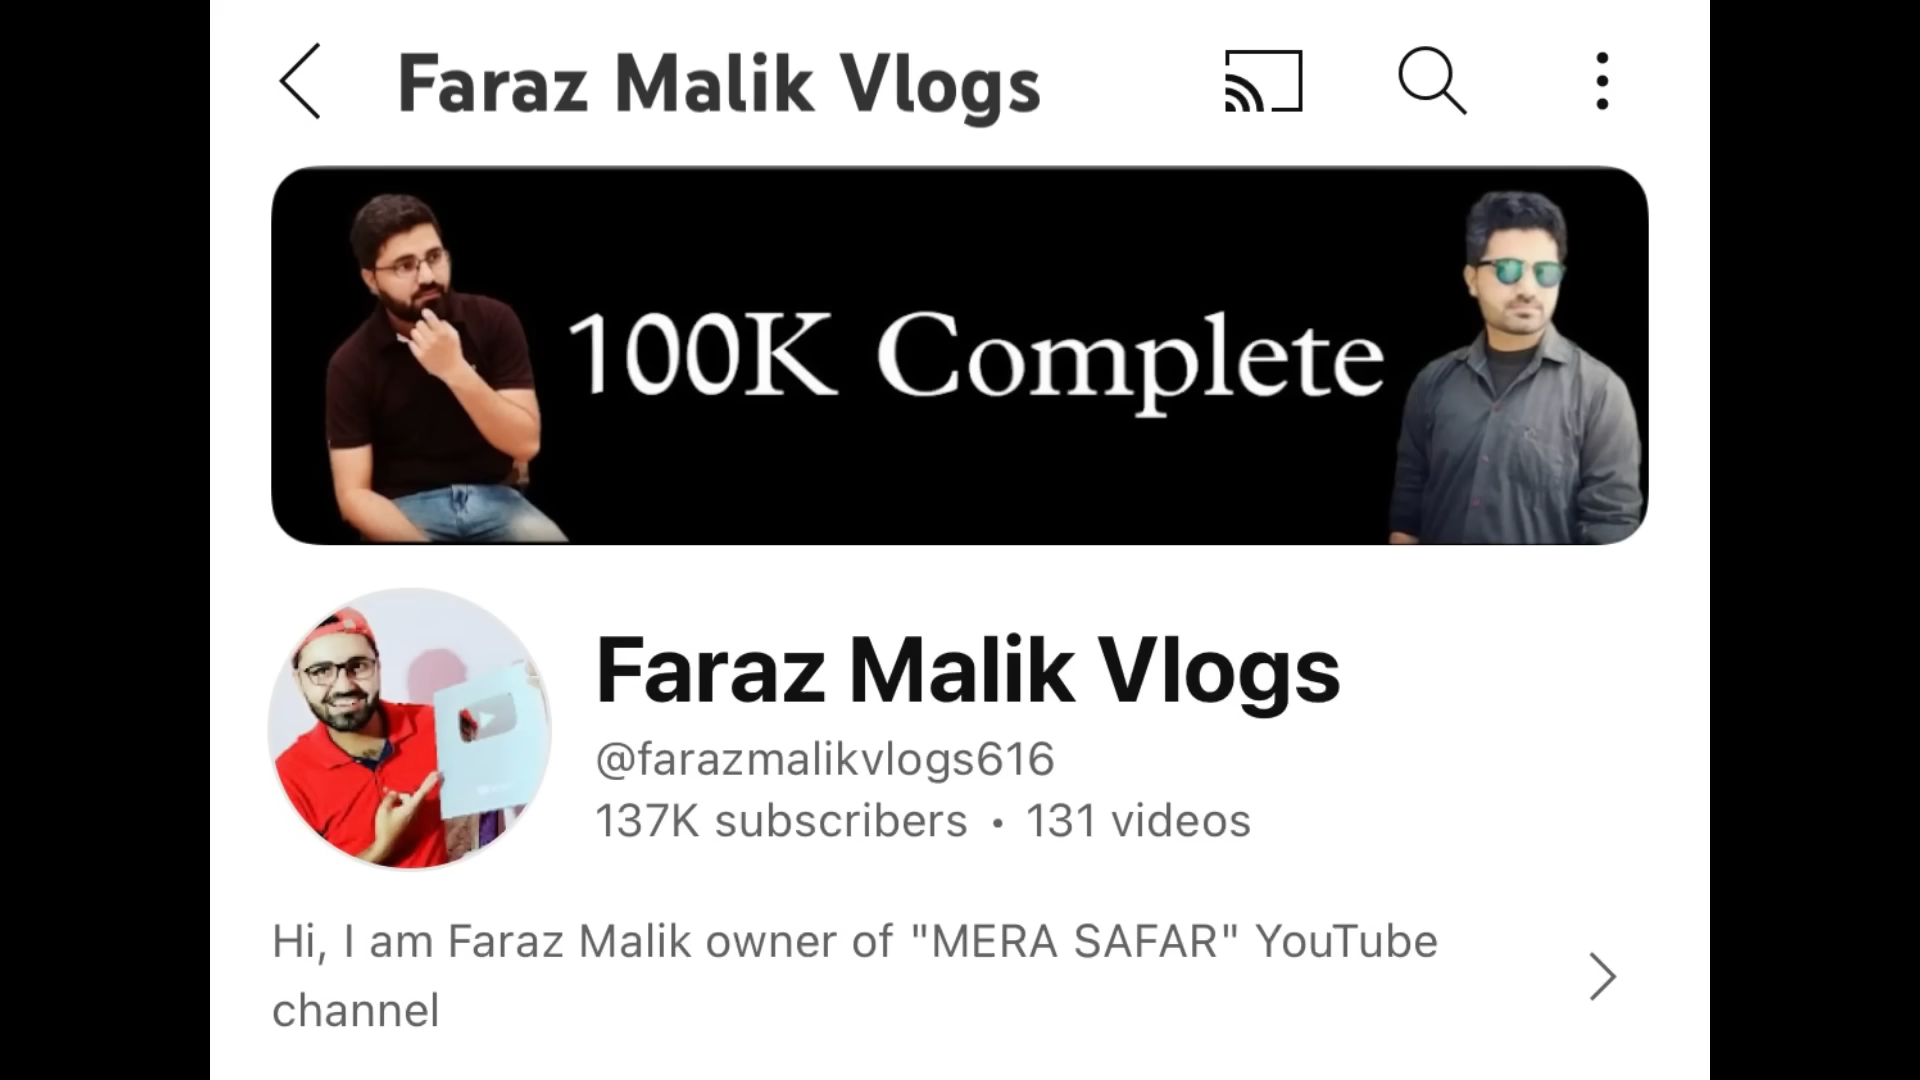 Faraz Malik Vlogs
100K Complete
Faraz Malik Vlogs
@farazmalikvlogs616
137K subscribers • 131 videos
Hi, I am Faraz Malik owner of "MERA SAFAR" YouTube
channel